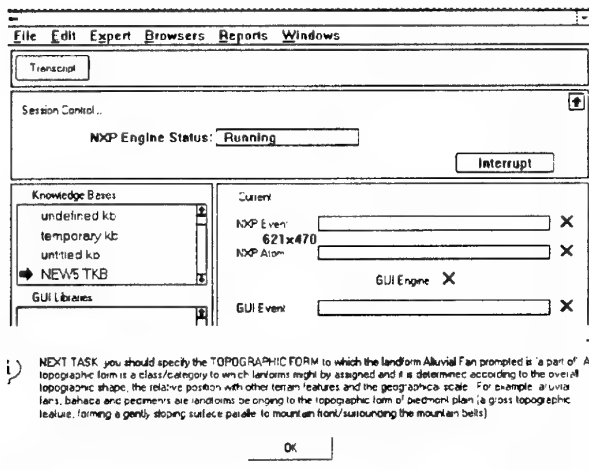 File Edit Expert Browsers Reports Windows
Transcript
Session Control...
NXP Engine Status: Running
Interrupt
Knowledge Bases
undefined kb
temporary kb
untitled kb
NEW5 TKB
GUI Libraries
Current
NXP Event
621x470
NXP Atom
GUI Engine
GUI Event
NEXT TASK you should specify the TOPOGRAPHIC FORM to which the landform Alluvial Fan prompted is 'a part of' A
topographic form is a class/category to which lanforms might by assigned and it is determined according to the overall
topographic shape, the relative position with other terrain features and the geographical scale For example alluvial
fans, bahada and pediments are landforms belonging to the topographic form of piedmont plain (a gross topographic
feature, forming a gently sloping surface parallel to mountain front/surrounding the mountain belts)
OK